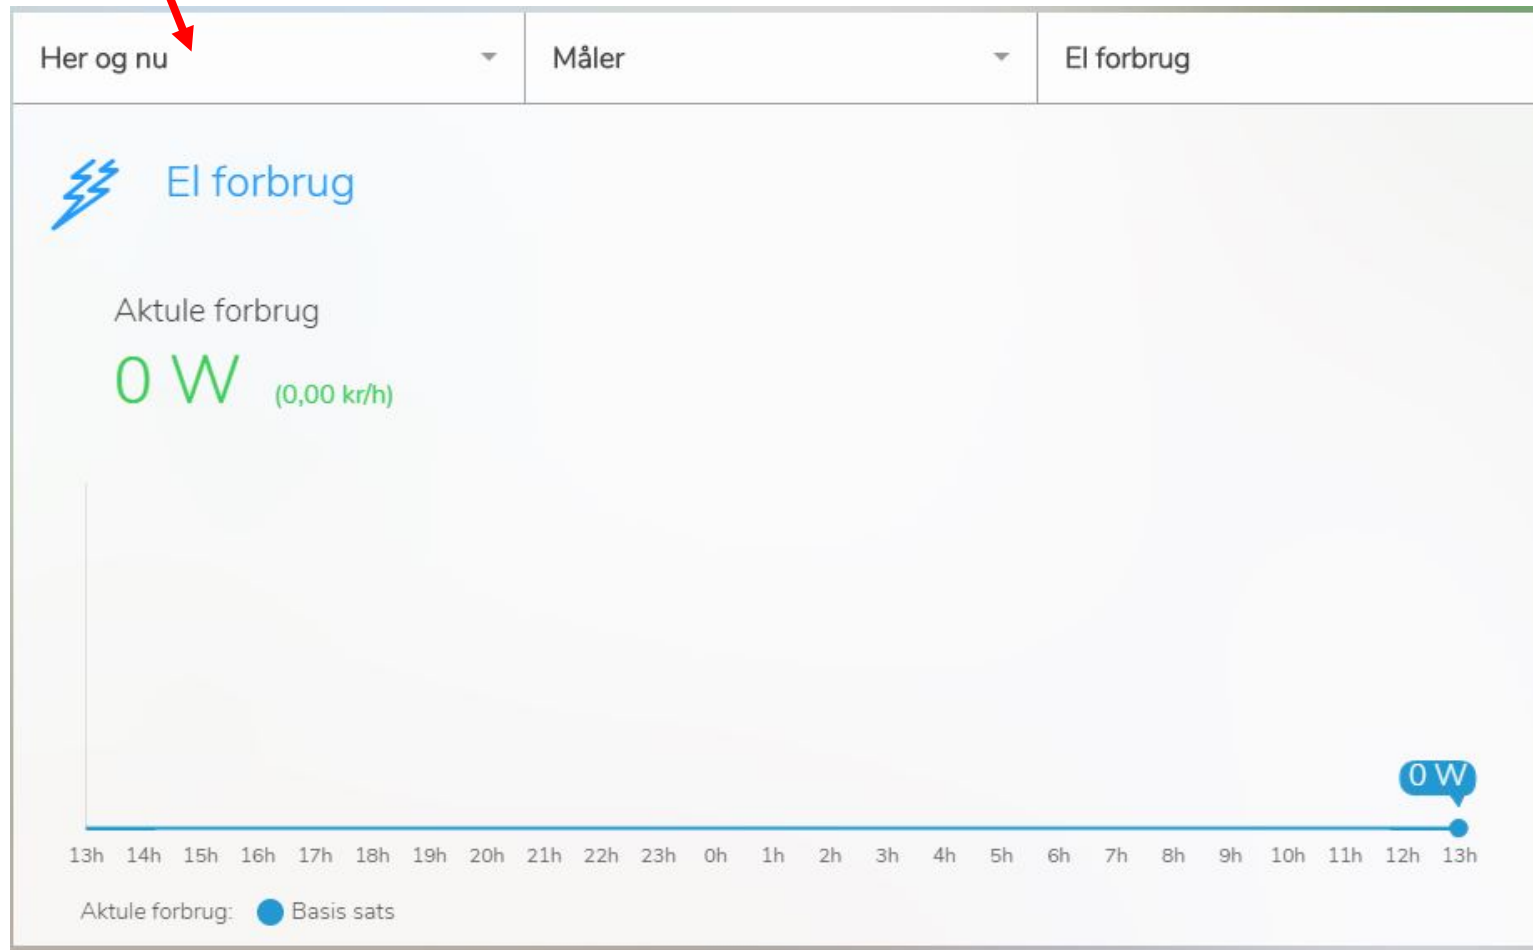 Her og nu Måler El forbrug
El forbrug
Aktule forbrug
0 W (0,00 kr/h)
0 W
13h 14h 15h 16h 17h 18h 19h 20h 21h 22h 23h 0h 1h 2h 3h 4h 5h 6h 7h 8h 9h 10h 11h 12h 13h
Aktule forbrug: Basis sats